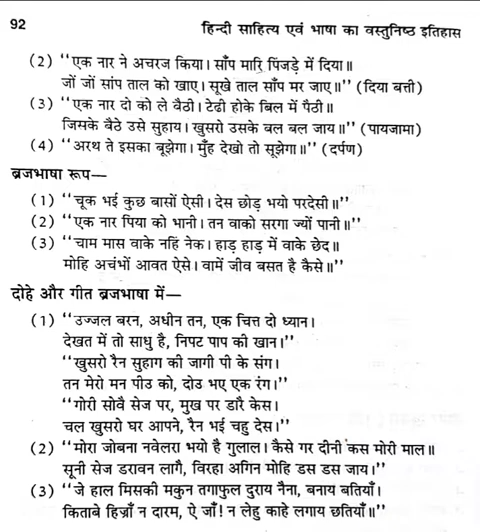 92
हिन्दी साहित्य एवं भाषा का वस्तुनिष्ठ इतिहास
(2) ‘‘एक नार ने अचरज किया। साँप मारि पिंजड़े में दिया॥
जों जों सांप ताल को खाए। सूखे ताल साँप मर जाए॥’’ (दिया बत्ती)
(3) ‘‘एक नार दो को ले वैठी। टेढी होके बिल में पैठी॥
जिसके बैठे उसे सुहाय। खुसरो उसके बल बल जाय॥’’ (पायजामा)
(4) ‘‘अरथ ते इसका बूझेगा। मुँह देखो तो सूझेगा॥’’ (दर्पण)
ब्रजभाषा रूप—
(1) ‘‘चूक भई कुछ बासों ऐसी। देस छोड़ भयो परदेसी॥’’
(2) ‘‘एक नार पिया को भानी। तन वाको सरगा ज्यों पानी॥’’
(3) ‘‘चाम मास वाके नहिं नेक। हाड़ हाड़ में वाके छेद॥
मोहि अचंभों आवत ऐसे। वामें जीव बसत है कैसे॥’’
दोहे और गीत ब्रजभाषा में—
(1) ‘‘उज्जल बरन, अधीन तन, एक चित्त दो ध्यान।
देखत में तो साधु है, निपट पाप की खान।’’
‘‘खुसरो रैन सुहाग की जागी पी के संग।
तन मेरो मन पीउ को, दोउ भए एक रंग।’’
‘‘गोरी सोवै सेज पर, मुख पर डारै केस।
चल खुसरो घर आपने, रैन भई चहु देस।’’
(2) ‘‘मोरा जोबना नवेलरा भयो है गुलाल। कैसे गर दीनी कस मोरी माल॥
सूनी सेज डरावन लागै, विरहा अगिन मोहि डस डस जाय।’’
(3) ‘‘जे हाल मिसकी मकुन तगाफुल दुराय नैना, बनाय बतियाँ।
किताबे हिज्राँ न दारम, ऐ जाँ! न लेहु काहे लगाय छतियाँ॥’’